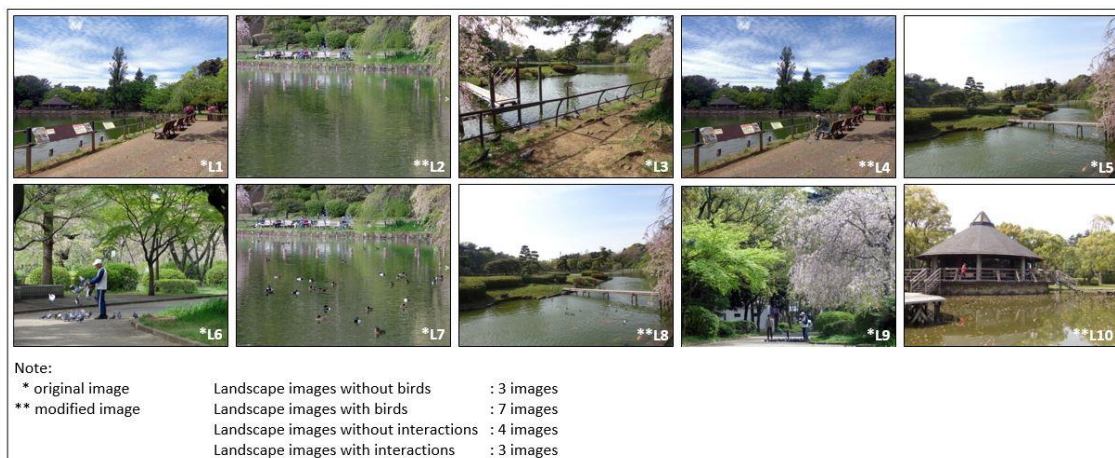 *L1 **L2 *L3 **L4 *L5
*L6 *L7 **L8 *L9 **L10
Note:
* original image Landscape images without birds : 3 images
** modified image Landscape images with birds : 7 images
Landscape images without interactions : 4 images
Landscape images with interactions : 3 images